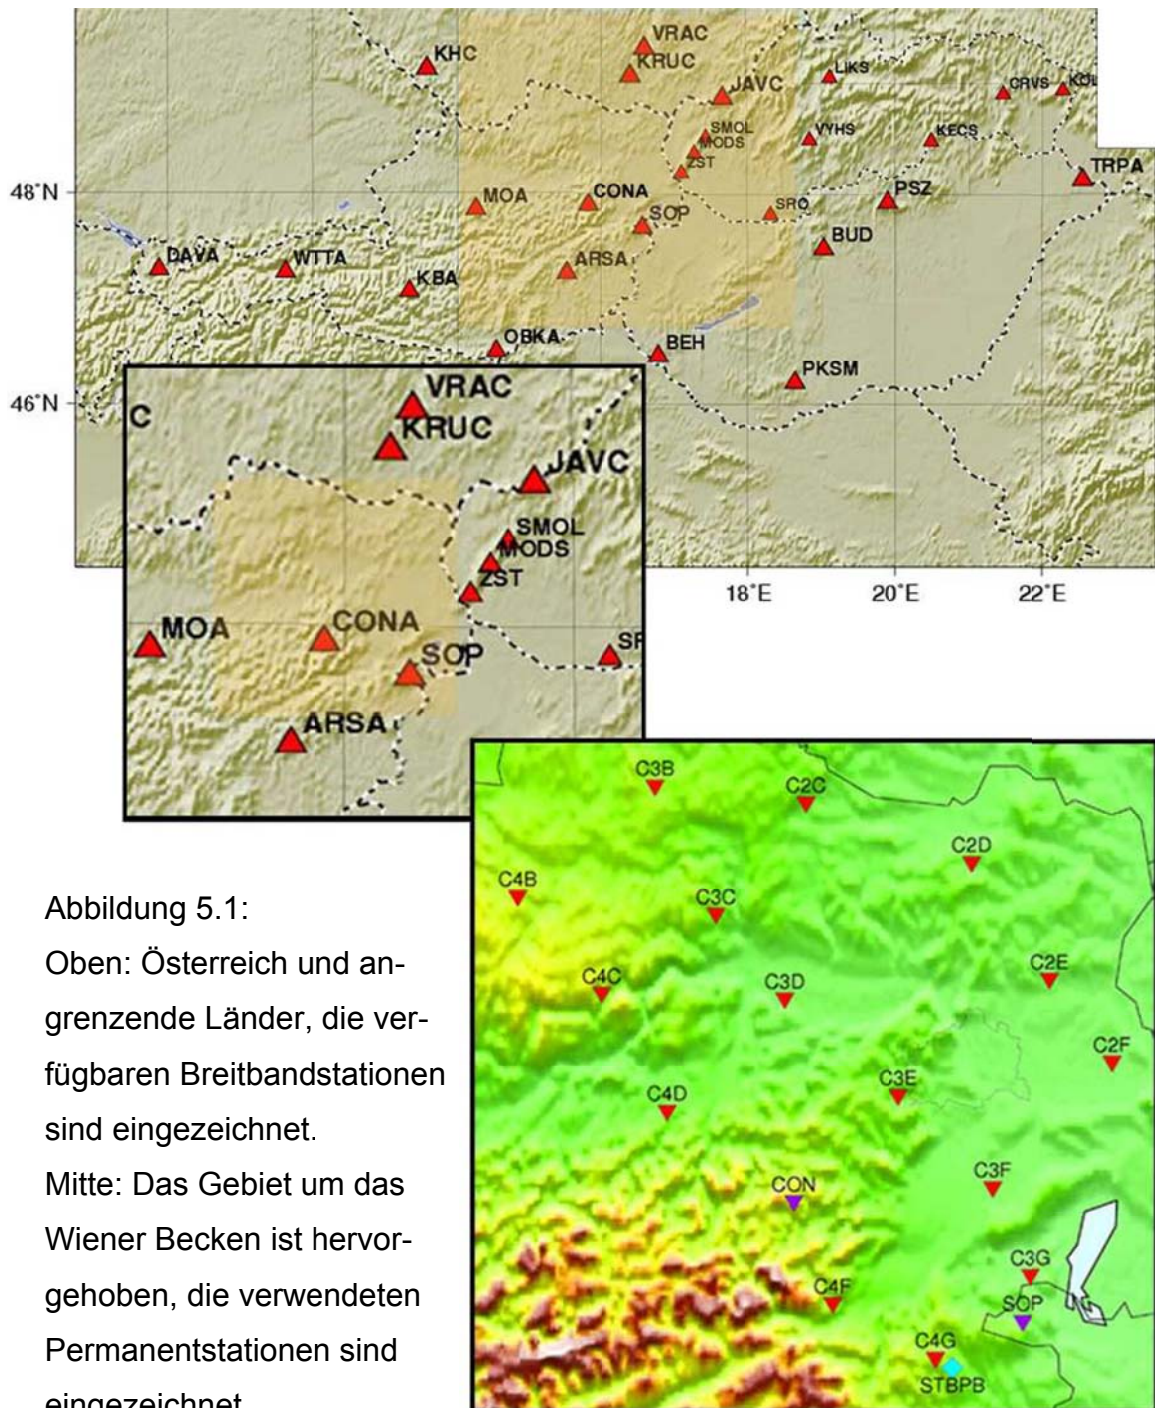 VRAC
KHC
KRUC
LIKS
JAVC
CRVS
KOL
SMOL
VYHS
KECS
MODS
ZST
TRPA
48°N
MOA
CONA
PSZ
SRO
SOP
BUD
DAVA
WTTA
ARSA
KBA
OBKA
BEH
PKSM
46°N
18°E
20°E
22°E
VRAC
C
KRUC
JAVC
SMOL
MODS
ZST
CONA
MOA
SOP
SR
ARSA
C3B
C2C
C2D
C4B
C3C
C2E
C4C
C3D
C2F
C3E
C4D
C3F
CON
C3G
C4F
SOP
C4G
STBPB
Abbildung 5.1:
Oben: Österreich und an-
grenzende Länder, die ver-
fügbaren Breitbandstationen
sind eingezeichnet.
Mitte: Das Gebiet um das
Wiener Becken ist hervor-
gehoben, die verwendeten
Permanentstationen sind
eingezeichnet